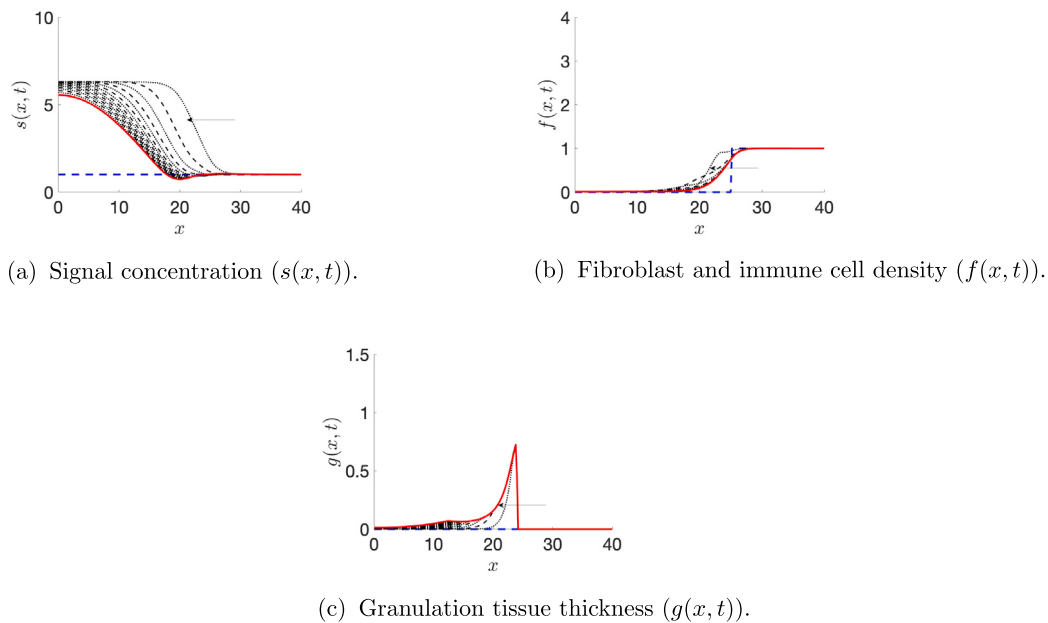 10
5
0
s(x, t)
0 10 20 30 40
x
(a) Signal concentration (s(x, t)).
4
3
2
1
0
f(x, t)
0 10 20 30 40
x
(b) Fibroblast and immune cell density (f(x, t)).
1.5
1
0.5
0
g(x, t)
0 10 20 30 40
x
(c) Granulation tissue thickness (g(x, t)).